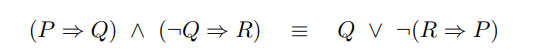 (P ⇒ Q) ∧ (¬Q ⇒ R) ≡ Q ∨ ¬(R ⇒ P)